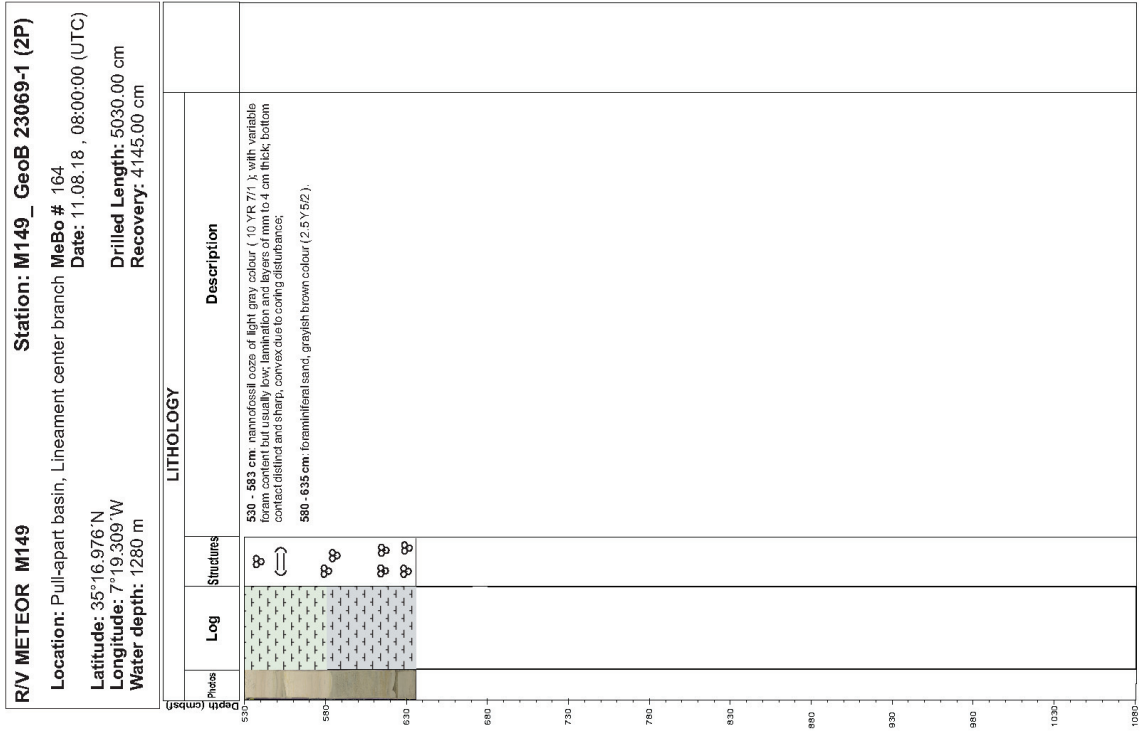 R/V METEOR M149 Station: M149_ GeoB 23069-1 (2P)
Location: Pull-apart basin, Lineament center branch MeBo # 164
Date: 11.08.18 , 08:00:00 (UTC)
Latitude: 35°16.976´N
Longitude: 7°19.309´W Drilled Length: 5030.00 cm
Water depth: 1280 m Recovery: 4145.00 cm
LITHOLOGY
Depth (cmbsf) Photos Log Structures Description
530 - 583 cm: nannofossil ooze of light gray colour ( 10 YR 7/1 ); with variable
foram content but usually low; lamination and layers of mm to 4 cm thick; bottom
contact distinct and sharp, convex due to coring disturbance;
580 - 635 cm: foraminiferal sand, grayish brown colour ( 2.5 Y 5/2 ).
530
580
630
680
730
780
830
880
930
980
1030
1080